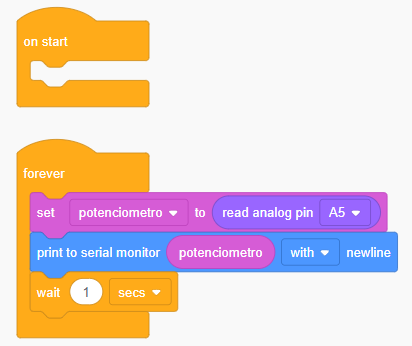 on start
forever
set potenciometro to read analog pin A5
print to serial monitor potenciometro with newline
wait 1 secs